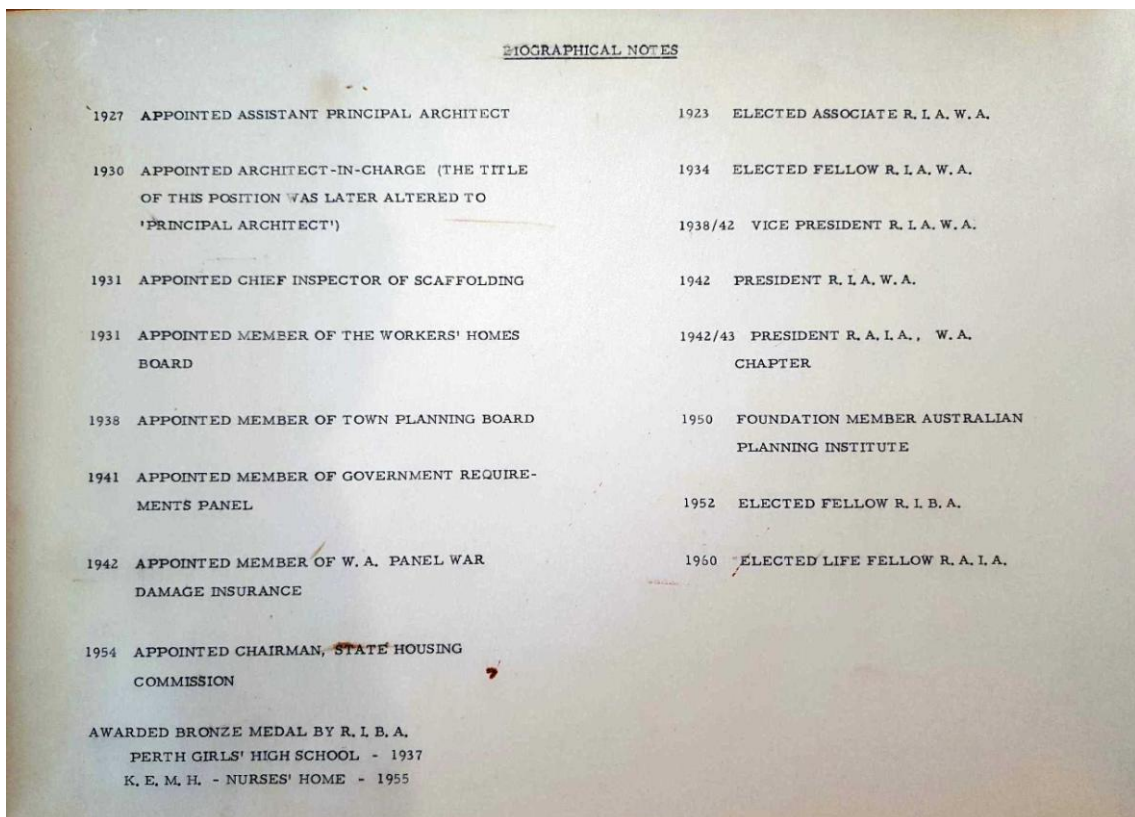 BIOGRAPHICAL NOTES
1927 APPOINTED ASSISTANT PRINCIPAL ARCHITECT
1930 APPOINTED ARCHITECT-IN-CHARGE (THE TITLE
OF THIS POSITION WAS LATER ALTERED TO
'PRINCIPAL ARCHITECT')
1931 APPOINTED CHIEF INSPECTOR OF SCAFFOLDING
1931 APPOINTED MEMBER OF THE WORKERS' HOMES
BOARD
1938 APPOINTED MEMBER OF TOWN PLANNING BOARD
1941 APPOINTED MEMBER OF GOVERNMENT REQUIRE-
MENTS PANEL
1942 APPOINTED MEMBER OF W. A. PANEL WAR
DAMAGE INSURANCE
1954 APPOINTED CHAIRMAN, STATE HOUSING
COMMISSION
AWARDED BRONZE MEDAL BY R. I. B. A.
PERTH GIRLS' HIGH SCHOOL - 1937
K. E. M. H. - NURSES' HOME - 1955
1923 ELECTED ASSOCIATE R. I. A. W. A.
1934 ELECTED FELLOW R. I. A. W. A.
1938/42 VICE PRESIDENT R. I. A. W. A.
1942 PRESIDENT R. I. A. W. A.
1942/43 PRESIDENT R. A. I. A., W. A.
CHAPTER
1950 FOUNDATION MEMBER AUSTRALIAN
PLANNING INSTITUTE
1952 ELECTED FELLOW R. I. B. A.
1960 ELECTED LIFE FELLOW R. A. I. A.